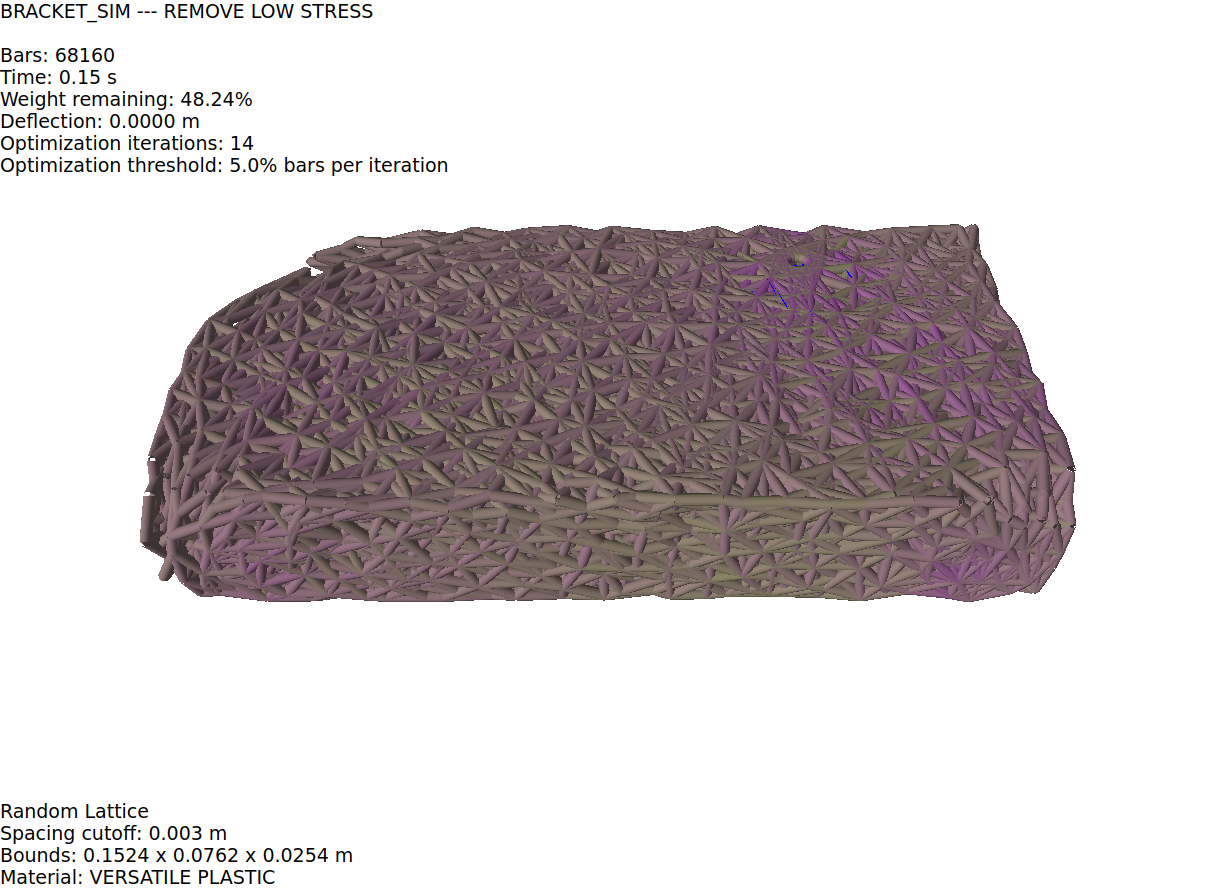 BRACKET_SIM --- REMOVE LOW STRESS
Bars: 68160
Time: 0.15 s
Weight remaining: 48.24%
Deflection: 0.0000 m
Optimization iterations: 14
Optimization threshold: 5.0% bars per iteration
Random Lattice
Spacing cutoff: 0.003 m
Bounds: 0.1524 x 0.0762 x 0.0254 m
Material: VERSATILE PLASTIC